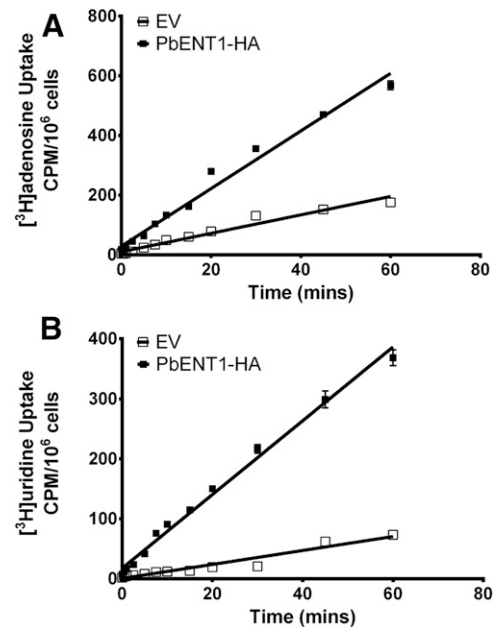 A
EV
PbENT1-HA
[³H]adenosine Uptake
CPM/10⁶ cells
800
600
400
200
0
0
20
40
60
80
Time (mins)
B
EV
PbENT1-HA
[³H]uridine Uptake
CPM/10⁶ cells
400
300
200
100
0
0
20
40
60
80
Time (mins)